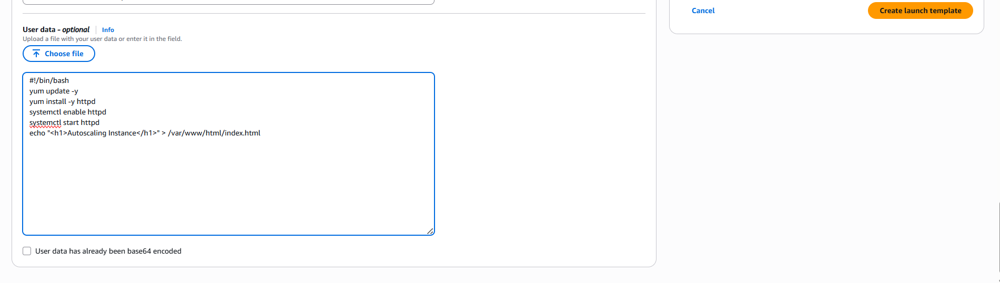 Cancel
Create launch template
User data - optional
Info
Upload a file with your user data or enter it in the field.
Choose file
#!/bin/bash
yum update -y
yum install -y httpd
systemctl enable httpd
systemctl start httpd
echo "<h1>Autoscaling Instance</h1>" > /var/www/html/index.html
User data has already been base64 encoded